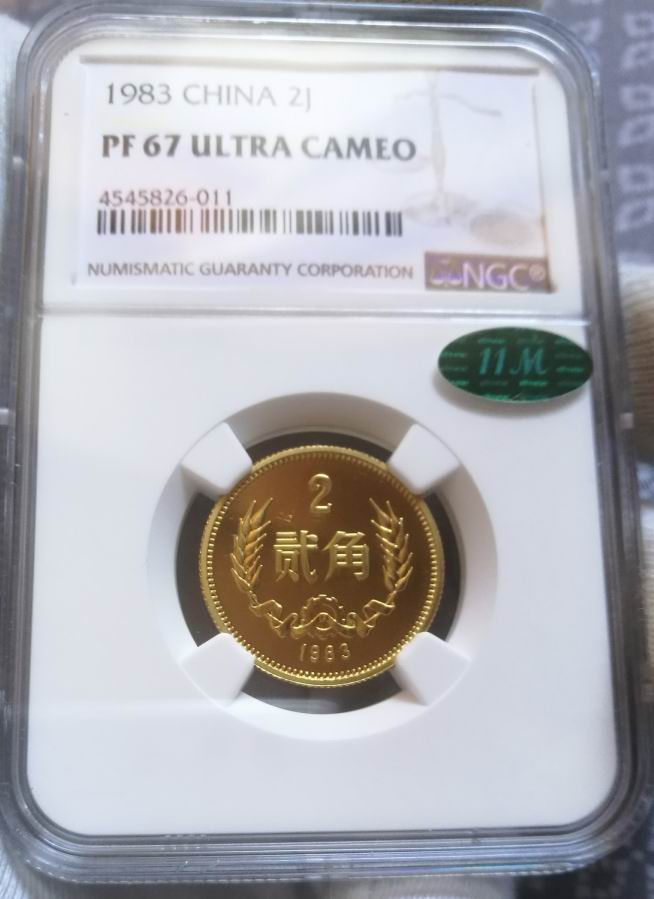 1983 CHINA 2J
PF 67 ULTRA CAMEO
4545826-011
NUMISMATIC GUARANTY CORPORATION
NGC®
11M
2
贰角
1983